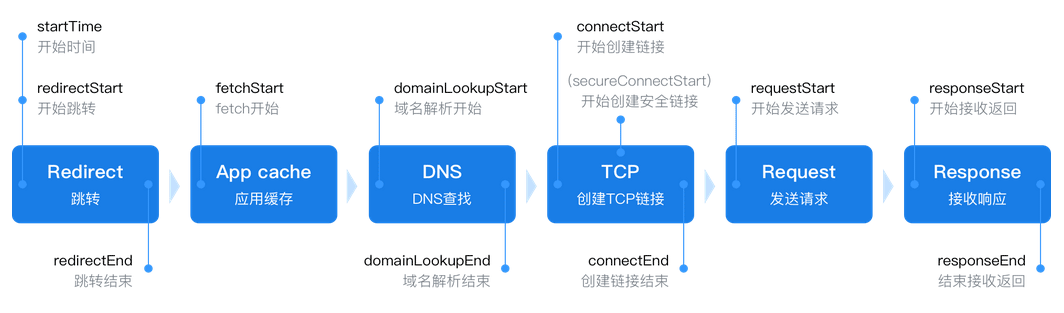 startTime
开始时间
redirectStart
开始跳转
Redirect
跳转
redirectEnd
跳转结束
fetchStart
fetch开始
App cache
应用缓存
domainLookupStart
域名解析开始
DNS
DNS查找
domainLookupEnd
域名解析结束
connectStart
开始创建链接
(secureConnectStart)
开始创建安全链接
TCP
创建TCP链接
connectEnd
创建链接结束
requestStart
开始发送请求
Request
发送请求
responseStart
开始接收返回
Response
接收响应
responseEnd
结束接收返回